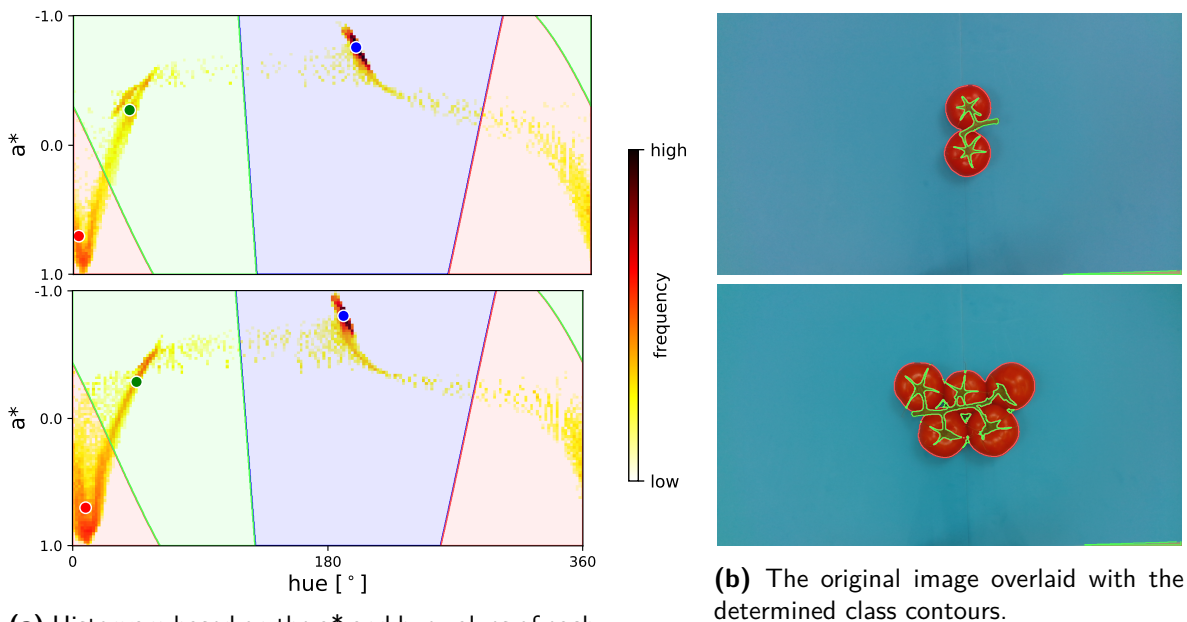 -1.0
a*
0.0
1.0
-1.0
a*
0.0
1.0
0
180
360
hue [ ° ]
high
frequency
low
(b) The original image overlaid with the
determined class contours.